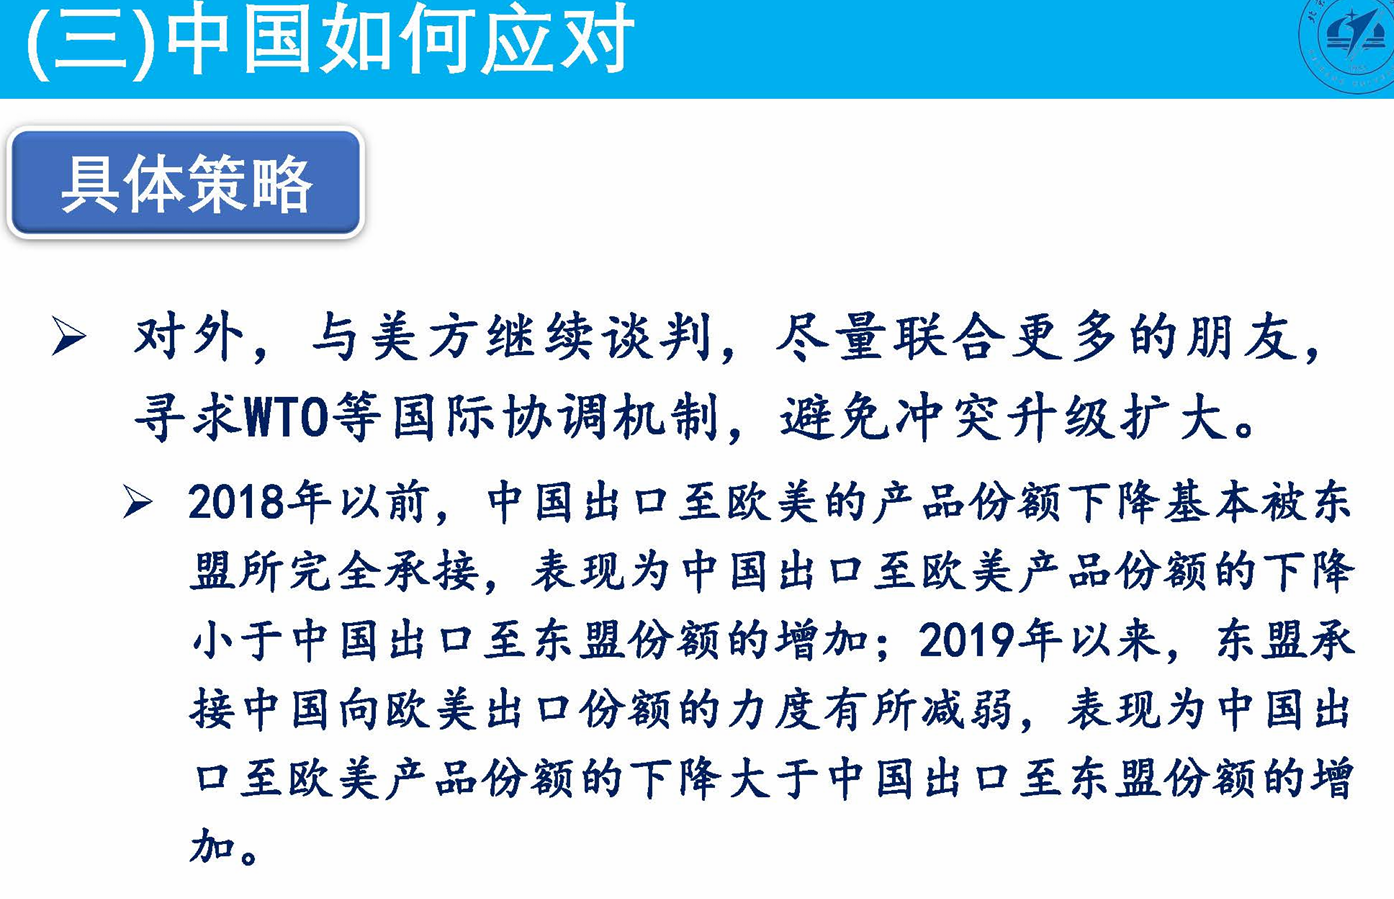 (三)中国如何应对
具体策略
对外，与美方继续谈判，尽量联合更多的朋友，
寻求WTO等国际协调机制，避免冲突升级扩大。
2018年以前，中国出口至欧美的产品份额下降基本被东
盟所完全承接，表现为中国出口至欧美产品份额的下降
小于中国出口至东盟份额的增加；2019年以来，东盟承
接中国向欧美出口份额的力度有所减弱，表现为中国出
口至欧美产品份额的下降大于中国出口至东盟份额的增
加。